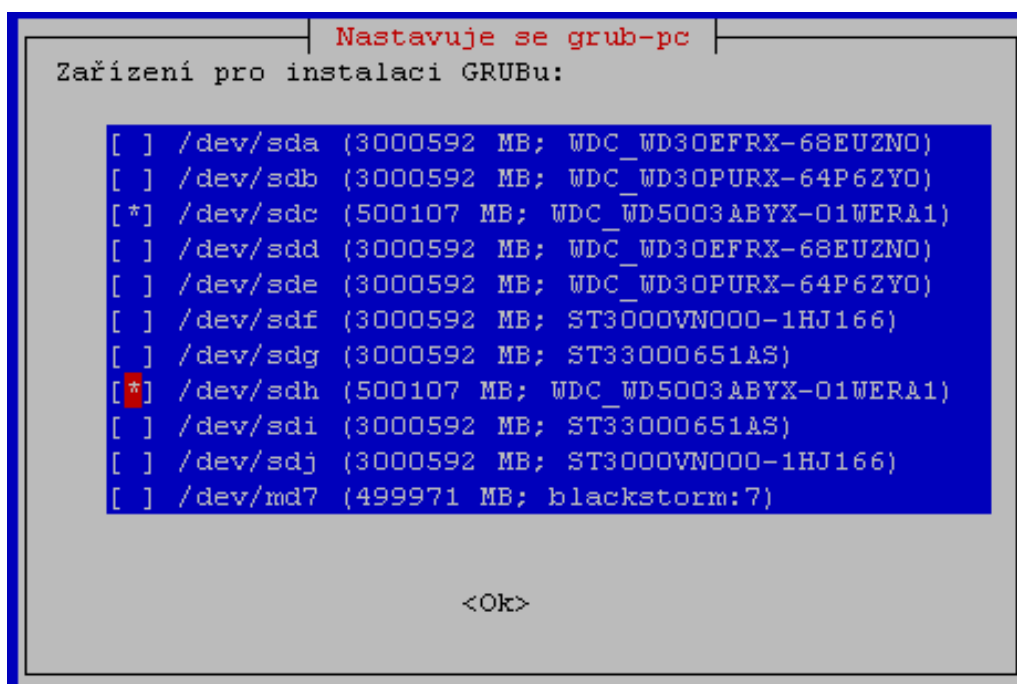 Nastavuje se grub-pc
Zařízení pro instalaci GRUBu:
[ ] /dev/sda (3000592 MB; WDC_WD30EFRX-68EUZN0)
[ ] /dev/sdb (3000592 MB; WDC_WD30PURX-64P6ZY0)
[*] /dev/sdc (500107 MB; WDC_WD5003ABYX-01WERA1)
[ ] /dev/sdd (3000592 MB; WDC_WD30EFRX-68EUZN0)
[ ] /dev/sde (3000592 MB; WDC_WD30PURX-64P6ZY0)
[ ] /dev/sdf (3000592 MB; ST3000VN000-1HJ166)
[ ] /dev/sdg (3000592 MB; ST33000651AS)
[*] /dev/sdh (500107 MB; WDC_WD5003ABYX-01WERA1)
[ ] /dev/sdi (3000592 MB; ST33000651AS)
[ ] /dev/sdj (3000592 MB; ST3000VN000-1HJ166)
[ ] /dev/md7 (499971 MB; blackstorm:7)
<Ok>